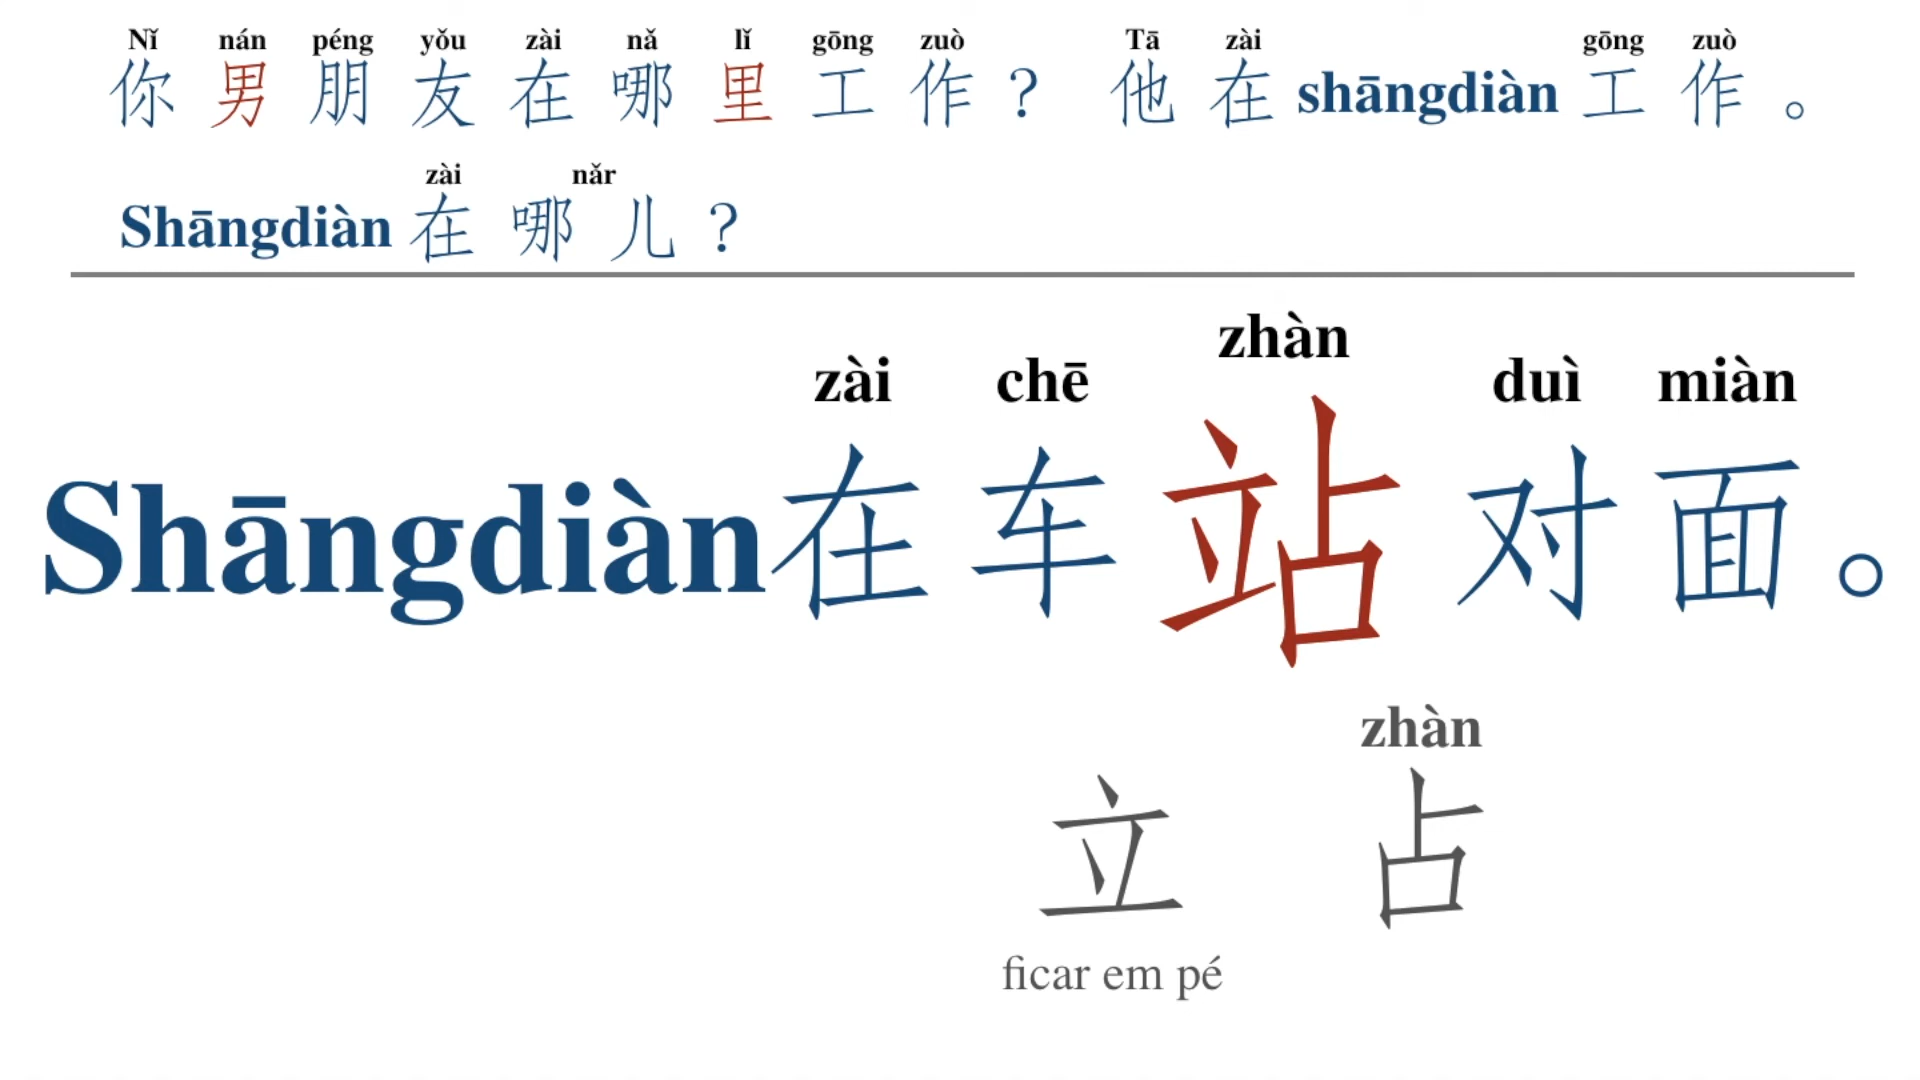 Nǐ nán péng yǒu zài nǎ lǐ gōng zuò Tā zài gōng zuò
你男朋友在哪里工作？他在 shāngdiàn 工作。
zài nǎr
Shāngdiàn 在哪儿？
zài chē zhàn duì miàn
Shāngdiàn在车站对面。
zhàn
立 占
ficar em pé